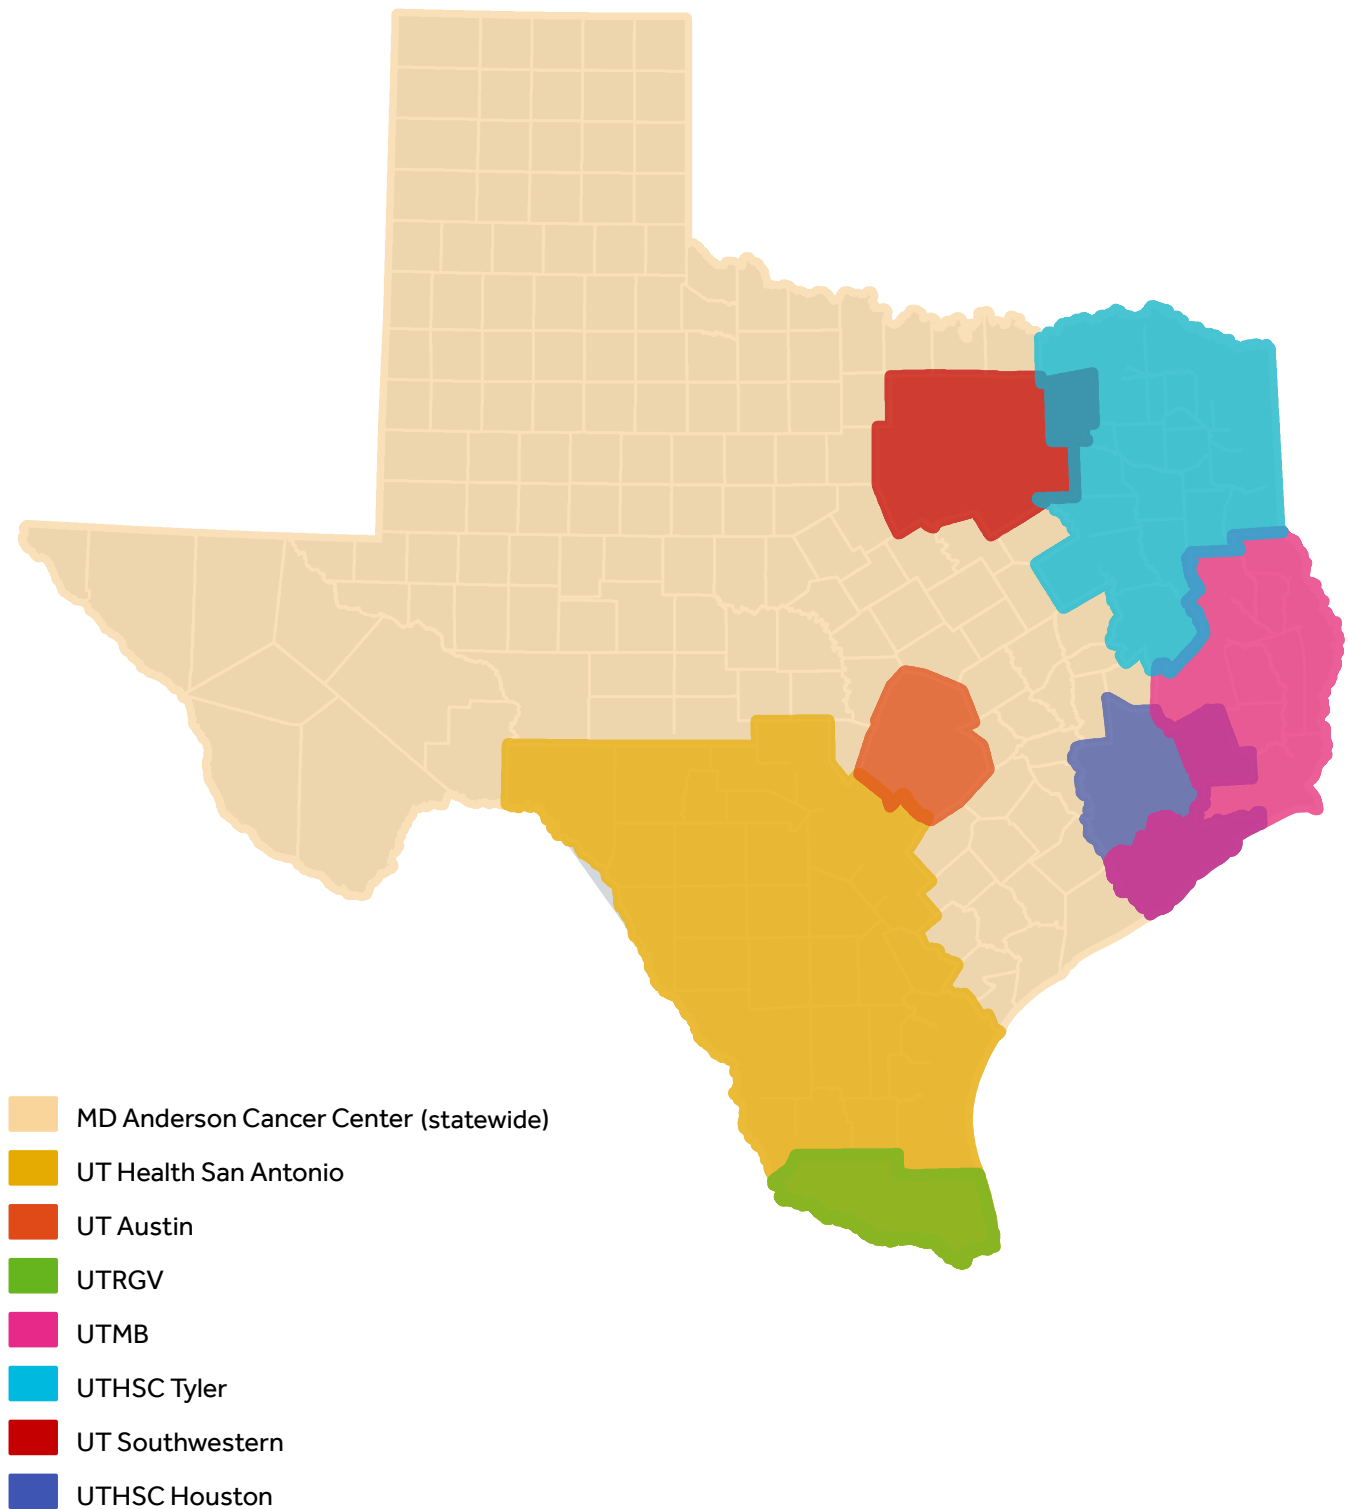 MD Anderson Cancer Center (statewide)
UT Health San Antonio
UT Austin
UTRGV
UTMB
UTHSC Tyler
UT Southwestern
UTHSC Houston